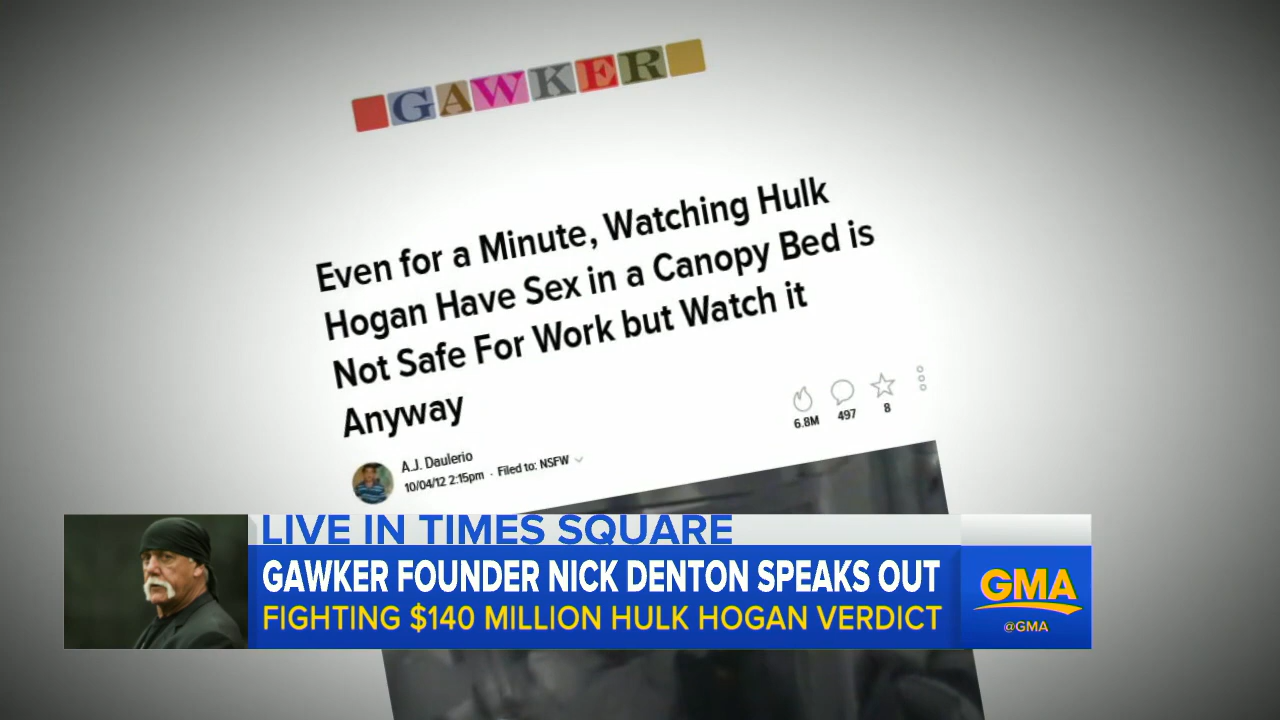 GAWKER
Even for a Minute, Watching Hulk
Hogan Have Sex in a Canopy Bed is
Not Safe For Work but Watch it
Anyway
6.8M 497 8
A.J. Daulerio
10/04/12 2:15pm · Filed to: NSFW
LIVE IN TIMES SQUARE
GAWKER FOUNDER NICK DENTON SPEAKS OUT
FIGHTING $140 MILLION HULK HOGAN VERDICT
GMA
@GMA